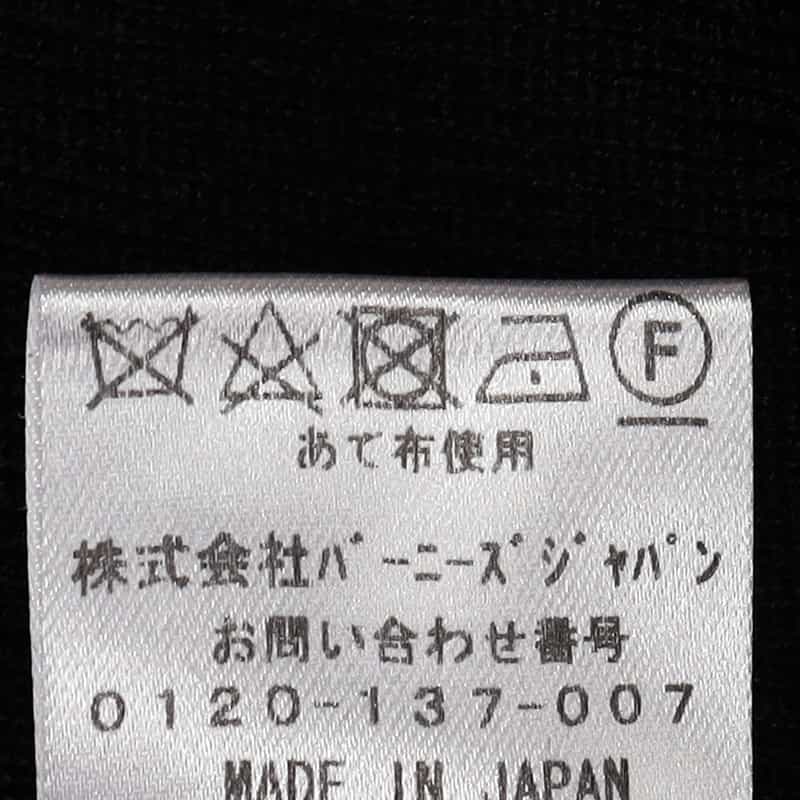 F
あて布使用
株式会社バーニーズジャパン
お問い合わせ番号
0120-137-007
MADE IN JAPAN